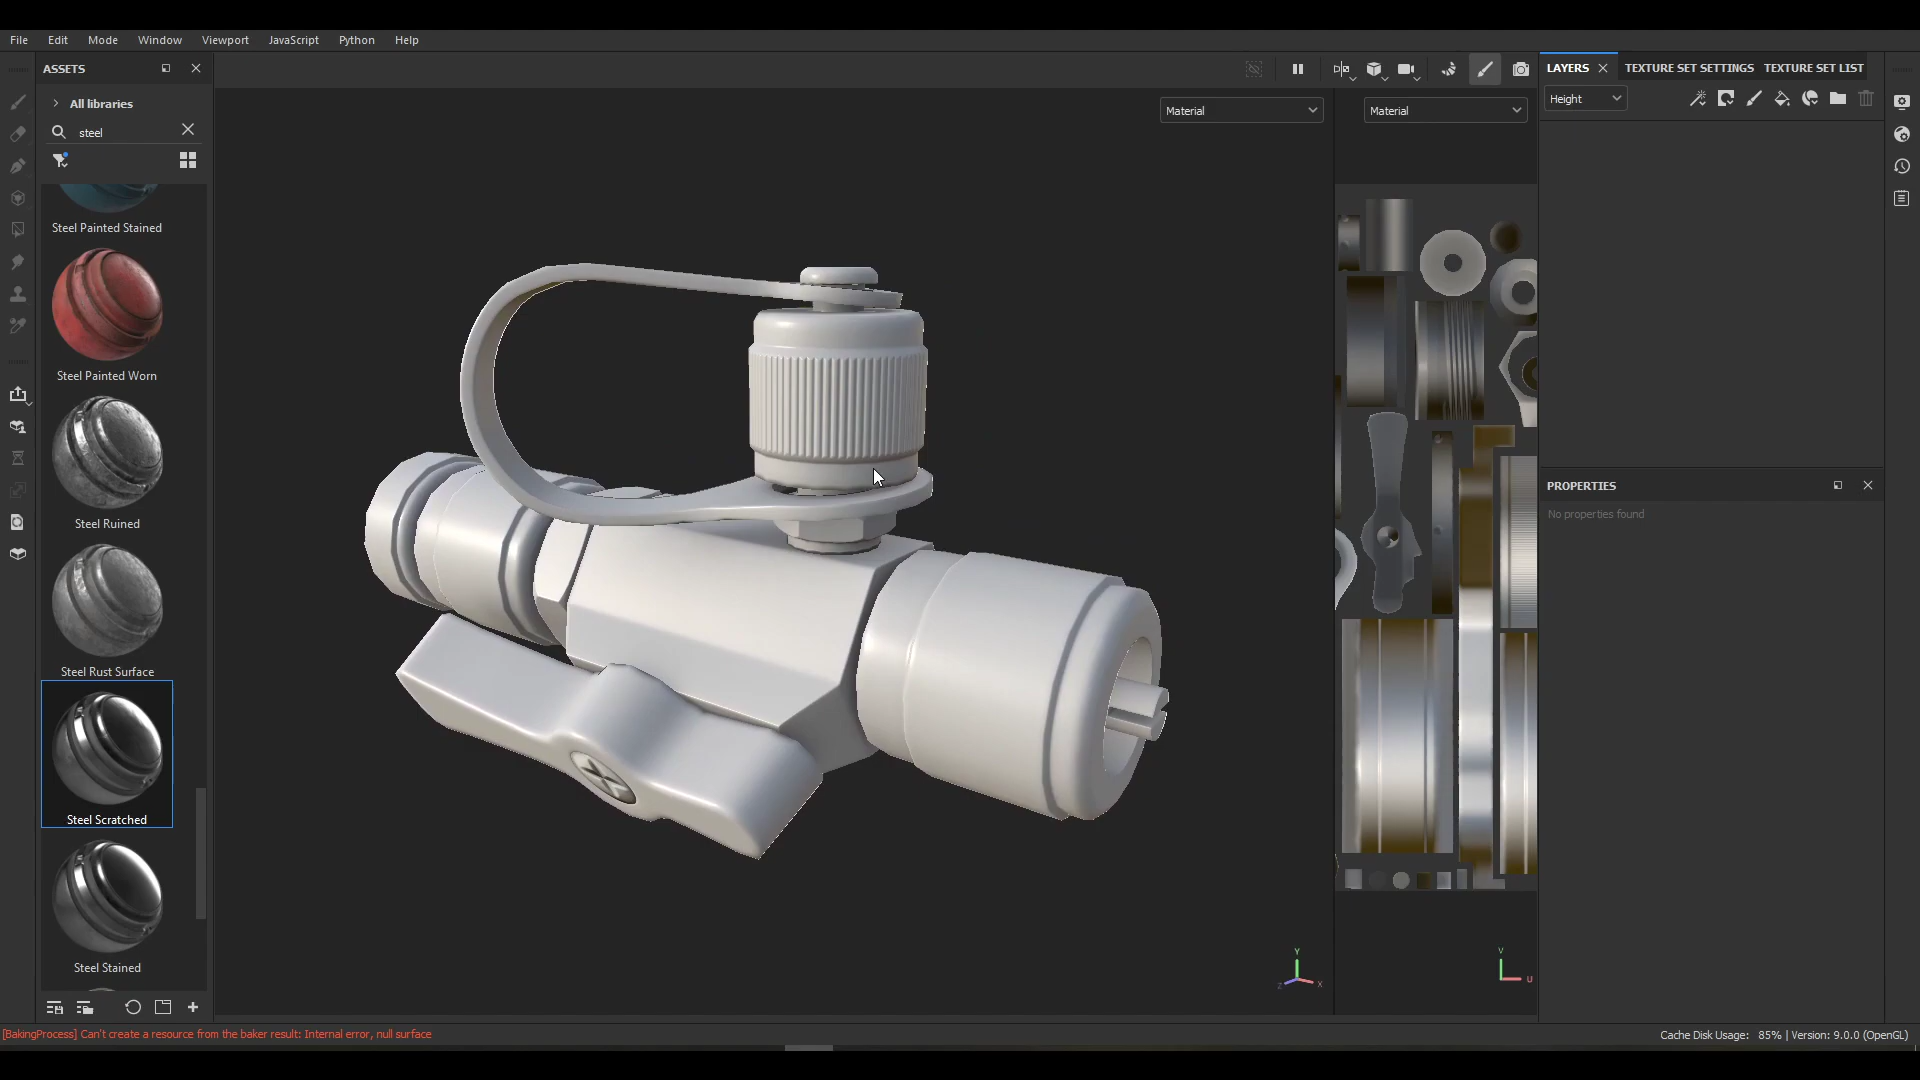 File Edit Mode Window Viewport JavaScript Python Help
ASSETS
All libraries
steel
Steel Painted Stained
Steel Painted Worn
Steel Ruined
Steel Rust Surface
Steel Scratched
Steel Stained
Material
Material
Y
X
Z
V
U
LAYERS TEXTURE SET SETTINGS TEXTURE SET LIST
Height
PROPERTIES
No properties found
[BakingProcess] Can't create a resource from the baker result: Internal error, null surface
Cache Disk Usage: 85% | Version: 9.0.0 (OpenGL)